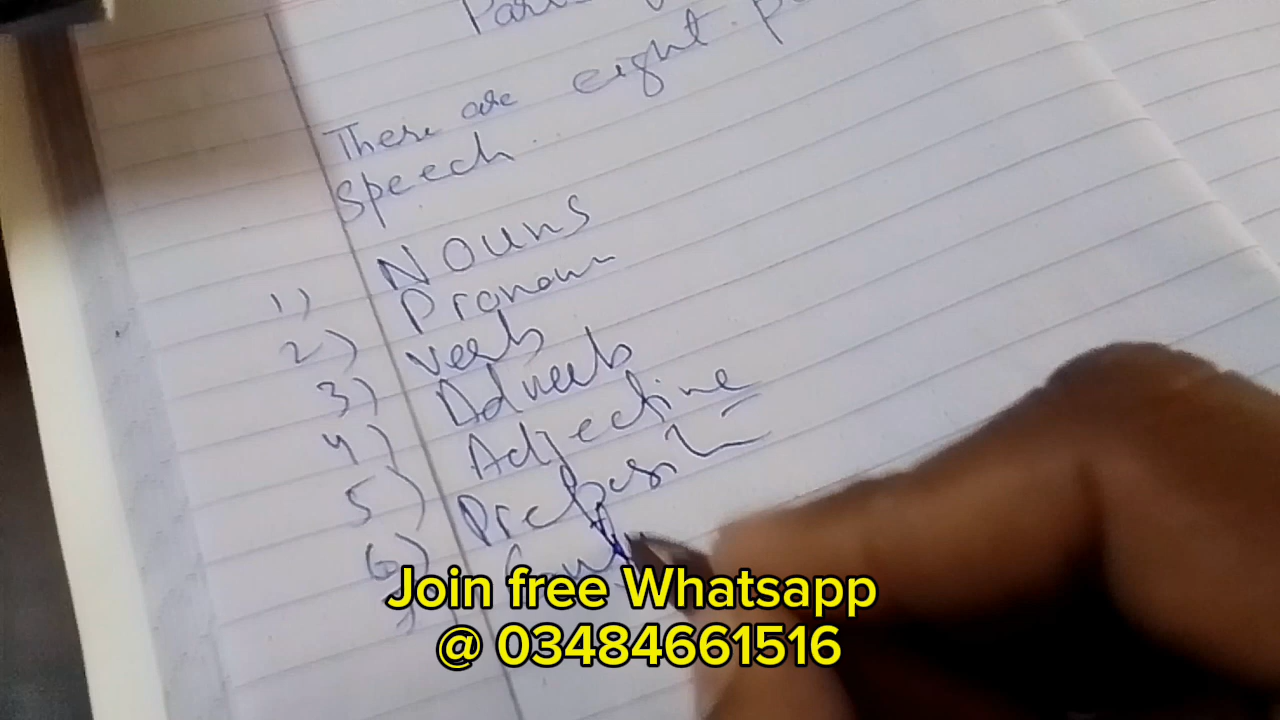 There are eight
speech.
1) Nouns
2) Pronoun
3) Verb
4) Adverb
5) Adjective
6)
Join free Whatsapp
@ 03484661516